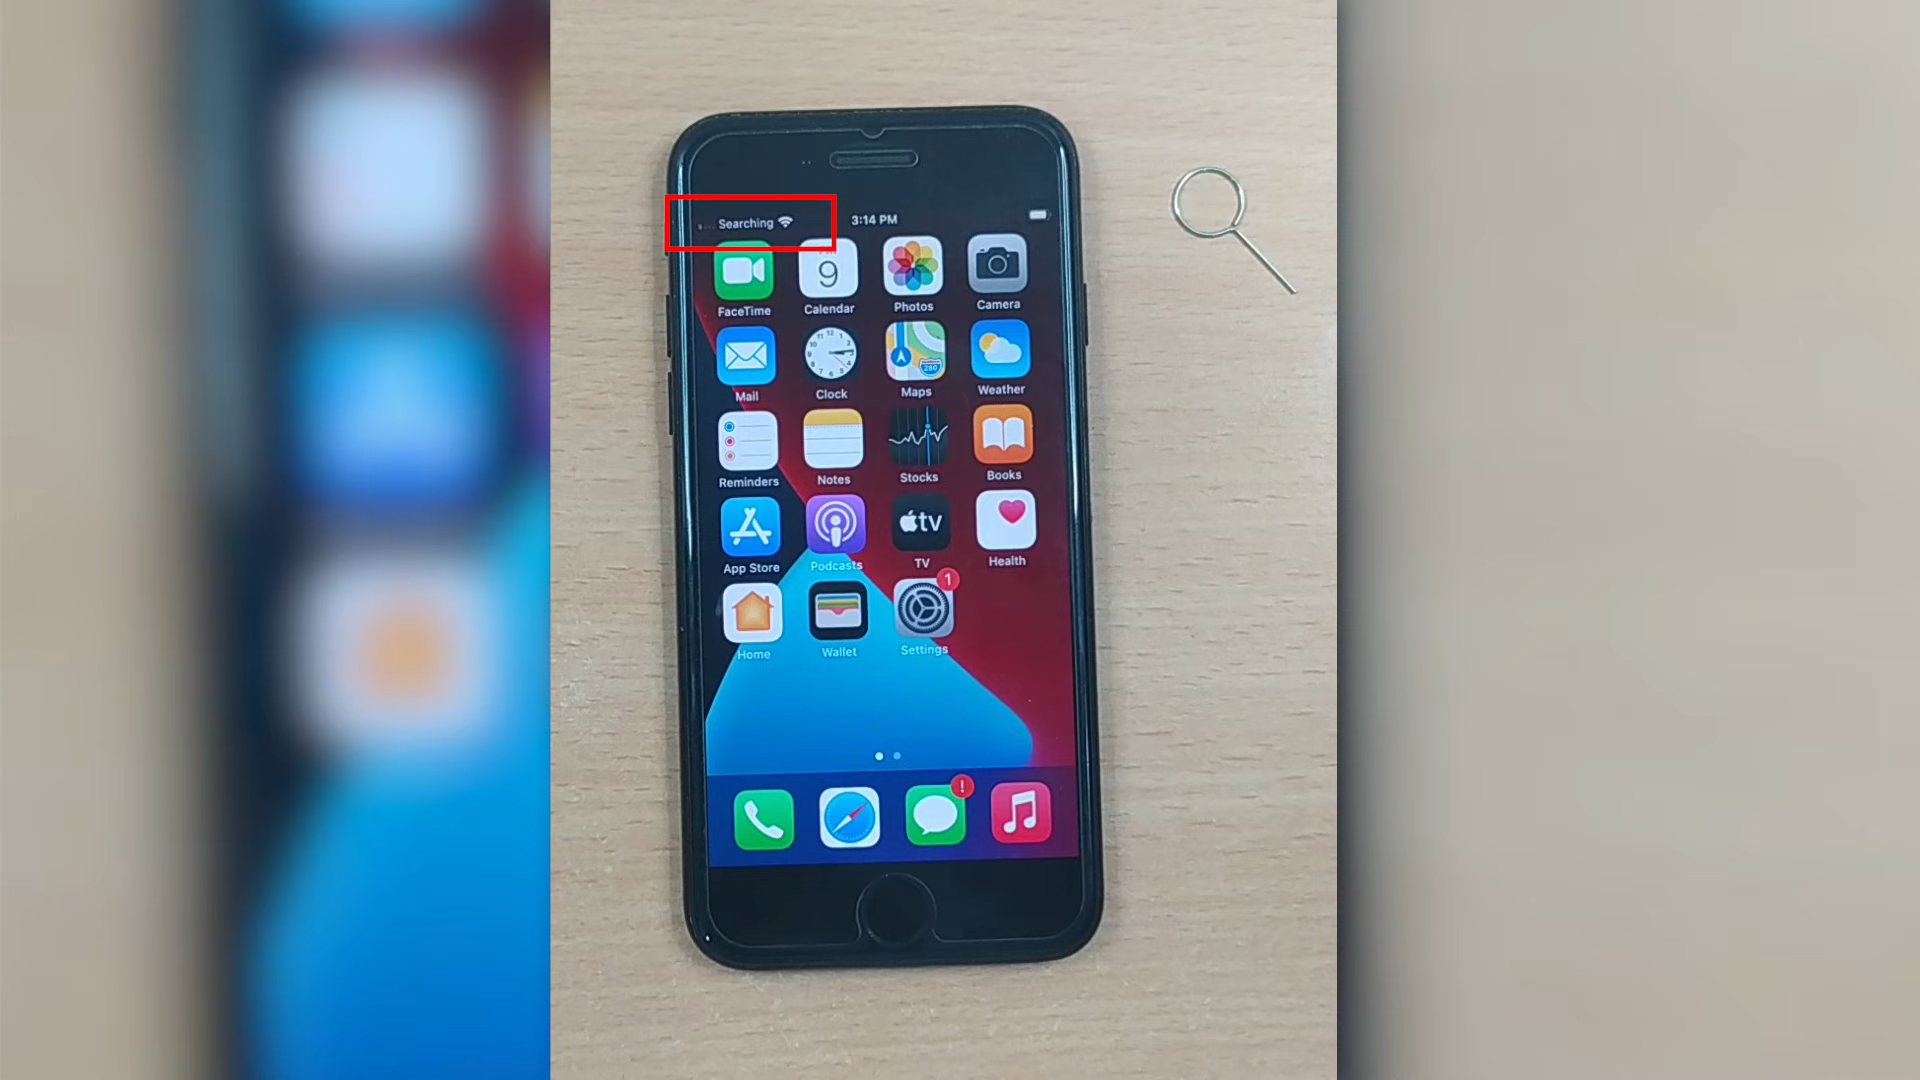 Searching 3:14 PM
9
FaceTime Calendar Photos Camera
280
Mail Clock Maps Weather
Reminders Notes Stocks Books
tv
App Store Podcasts TV Health
1
Home Wallet Settings
!